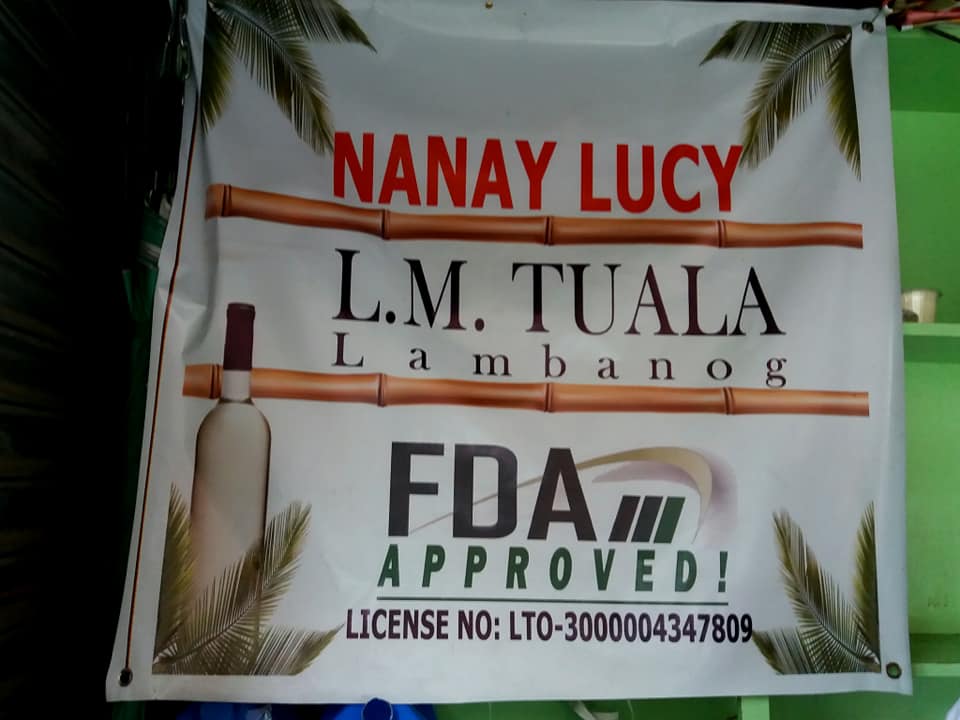 NANAY LUCY
L.M. TUALA
Lambanog
FDA
APPROVED!
LICENSE NO: LTO-3000004347809